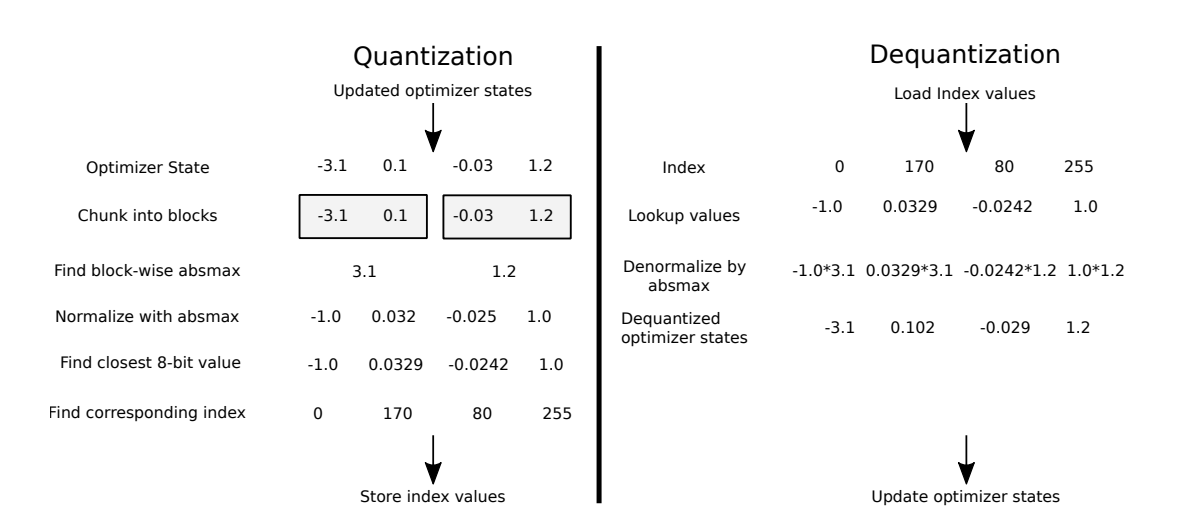 Quantization
Updated optimizer states
Optimizer State -3.1 0.1 -0.03 1.2
Chunk into blocks -3.1 0.1 -0.03 1.2
Find block-wise absmax 3.1 1.2
Normalize with absmax -1.0 0.032 -0.025 1.0
Find closest 8-bit value -1.0 0.0329 -0.0242 1.0
Find corresponding index 0 170 80 255
Store index values
Dequantization
Load Index values
Index 0 170 80 255
Lookup values -1.0 0.0329 -0.0242 1.0
Denormalize by
absmax -1.0*3.1 0.0329*3.1 -0.0242*1.2 1.0*1.2
Dequantized
optimizer states -3.1 0.102 -0.029 1.2
Update optimizer states